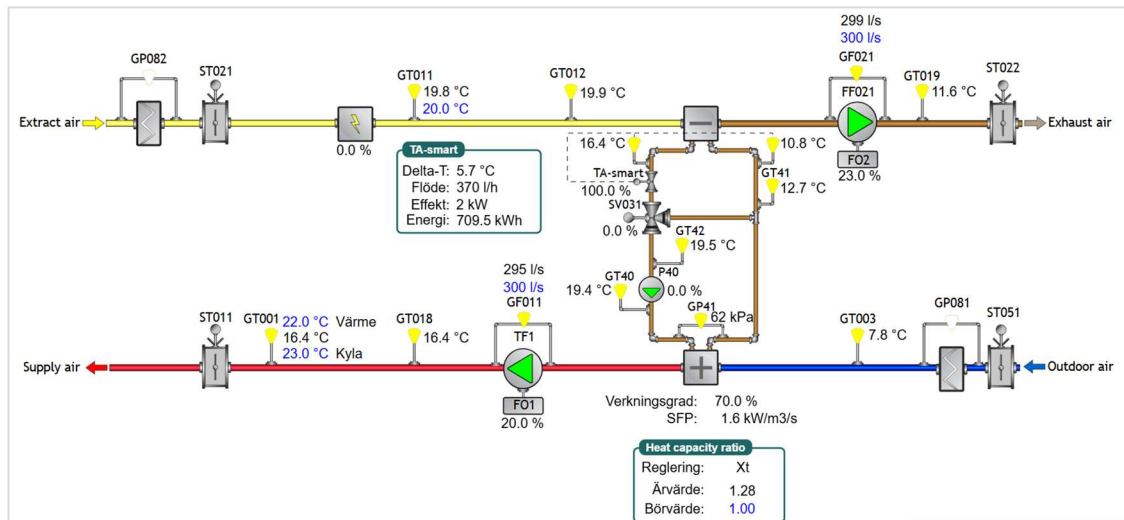 299 l/s
300 l/s
GP082
ST021
GT011
19.8 °C
20.0 °C
GT012
19.9 °C
GF021
FF021
GT019
11.6 °C
ST022
Extract air
Exhaust air
0.0 %
FO2
23.0 %
TA-smart
Delta-T: 5.7 °C
Flöde: 370 l/h
Effekt: 2 kW
Energi: 709.5 kWh
16.4 °C
10.8 °C
TA-smart
100.0 %
GT41
12.7 °C
SV031
0.0 %
GT42
19.5 °C
GT40
19.4 °C
P40
0.0 %
GP41
62 kPa
295 l/s
300 l/s
GF011
TF1
ST011
GT001
22.0 °C Värme
16.4 °C
23.0 °C Kyla
GT018
16.4 °C
GT003
7.8 °C
GP081
ST051
Supply air
Outdoor air
FO1
20.0 %
Verkningsgrad: 70.0 %
SFP: 1.6 kW/m3/s
Heat capacity ratio
Reglering: Xt
Ärvärde: 1.28
Börvärde: 1.00